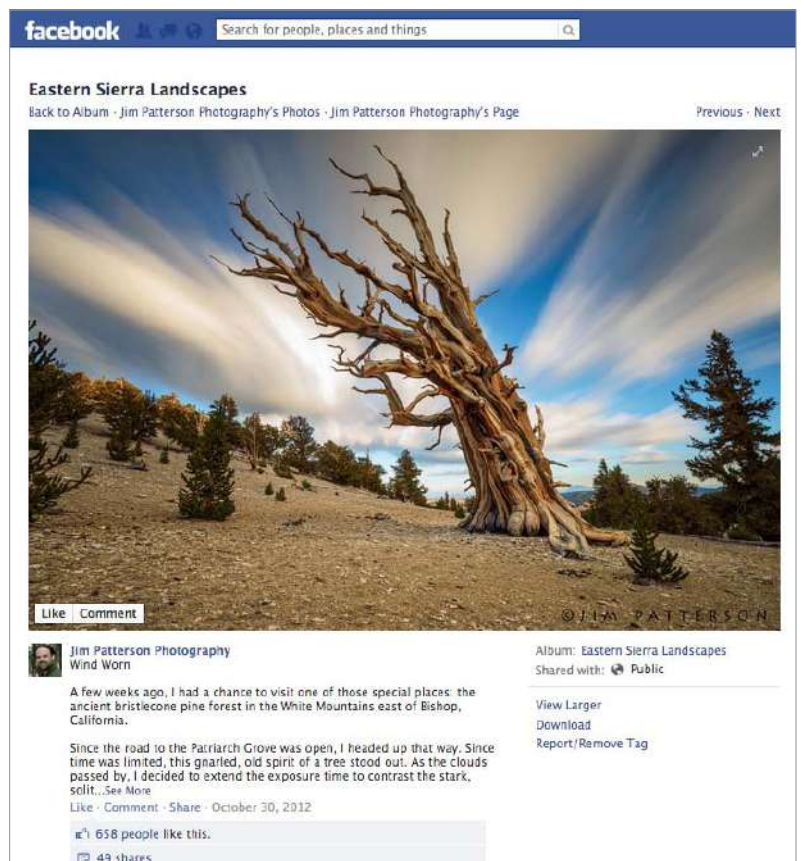 facebook
Search for people, places and things
Eastern Sierra Landscapes
Back to Album · Jim Patterson Photography's Photos · Jim Patterson Photography's Page
Previous · Next
Like Comment
©JIM PATTERSON
Jim Patterson Photography
Wind Worn
A few weeks ago, I had a chance to visit one of those special places: the
ancient bristlecone pine forest in the White Mountains east of Bishop,
California.
Since the road to the Patriarch Grove was open, I headed up that way. Since
time was limited, this gnarled, old spirit of a tree stood out. As the clouds
passed by, I decided to extend the exposure time to contrast the stark,
solit...See More
Like · Comment · Share · October 30, 2012
658 people like this.
49 shares
Album: Eastern Sierra Landscapes
Shared with: Public
View Larger
Download
Report/Remove Tag